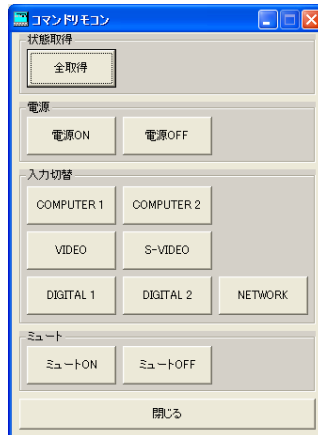 コマンドリモコン
状態取得
全取得
電源
電源ON 電源OFF
入力切替
COMPUTER 1 COMPUTER 2
VIDEO S-VIDEO
DIGITAL 1 DIGITAL 2 NETWORK
ミュート
ミュートON ミュートOFF
閉じる